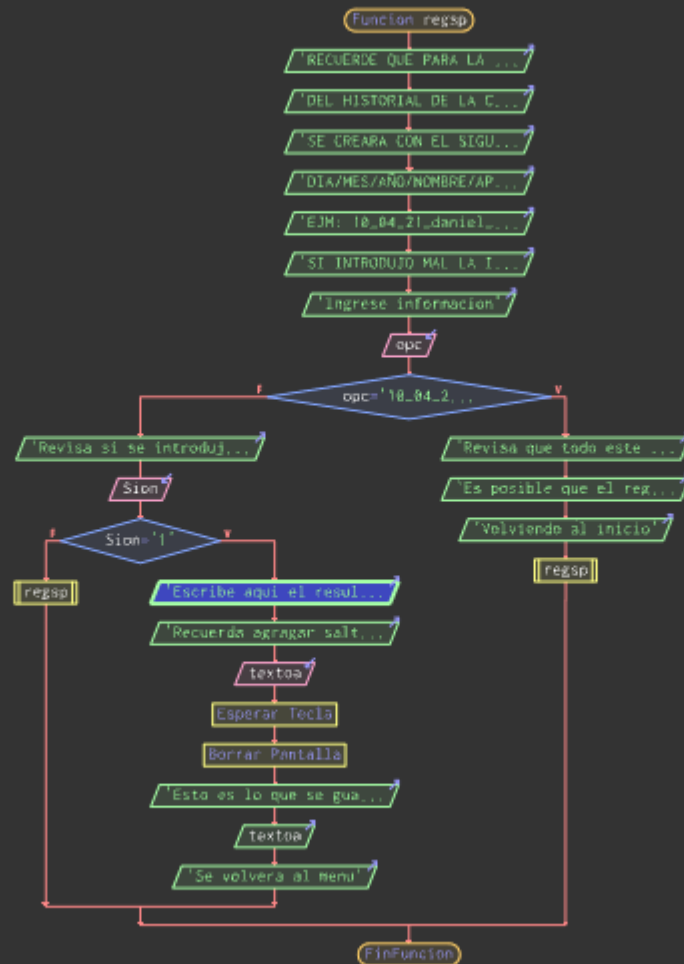 Funcion regsp
'RECUERDE QUE PARA LA ...
'DEL HISTORIAL DE LA C...
'SE CREARA CON EL SIGU...
'DIA/MES/AÑO/NOMBRE/AP...
'EJM: 10_04_21_daniel_...
'SI INTRODUJO MAL LA I...
'Ingrese informacion'
opc
F
V
opc='10_04_2...
'Revisa si se introduj...
'Revisa que todo este ...
Sion
'Es posible que el reg...
'Volviendo al inicio'
F
V
Sion='1'
regsp
regsp
'Escribe aqui el resul...
'Recuerda agragar salt...
textoa
Esperar Tecla
Borrar Pantalla
'Esto es lo que se gua...
textoa
'Se volvera al menu'
FinFuncion